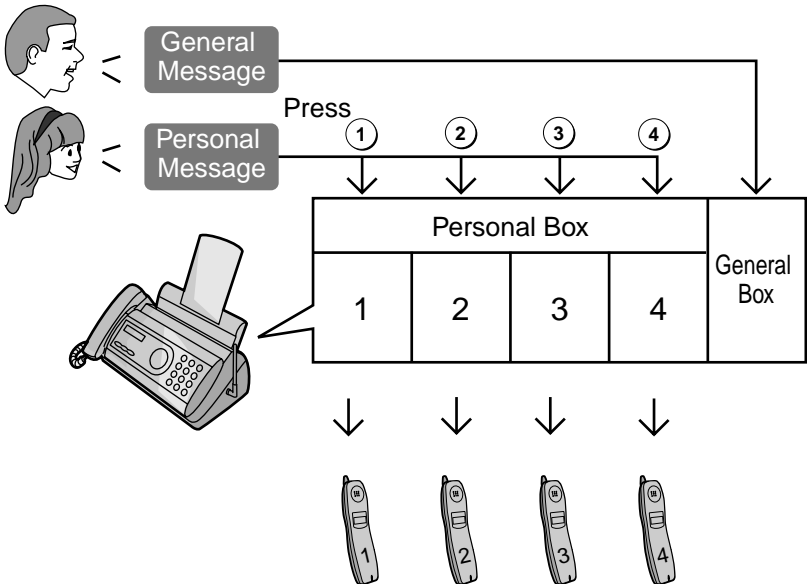 General
Message
Press
1 2 3 4
Personal
Message
Personal Box
General
Box
1 2 3 4
1 2 3 4